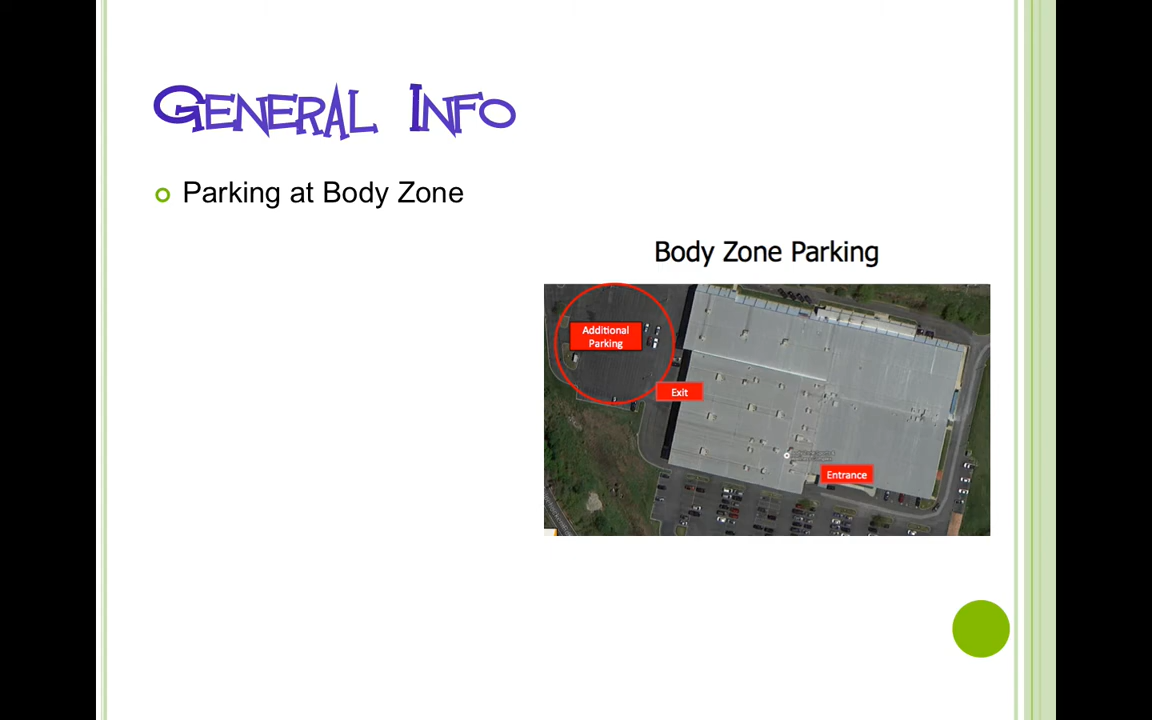 General Info
Parking at Body Zone
Body Zone Parking
Additional
Parking
Exit
Entrance